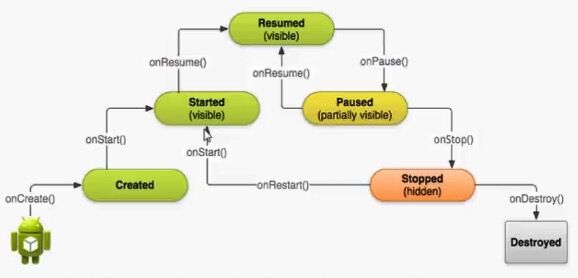 Resumed
(visible)
onResume()
onPause()
onResume()
Started
(visible)
Paused
(partially visible)
onStart()
onStop()
onStart()
Created
onRestart()
Stopped
(hidden)
onCreate()
onDestroy()
Destroyed